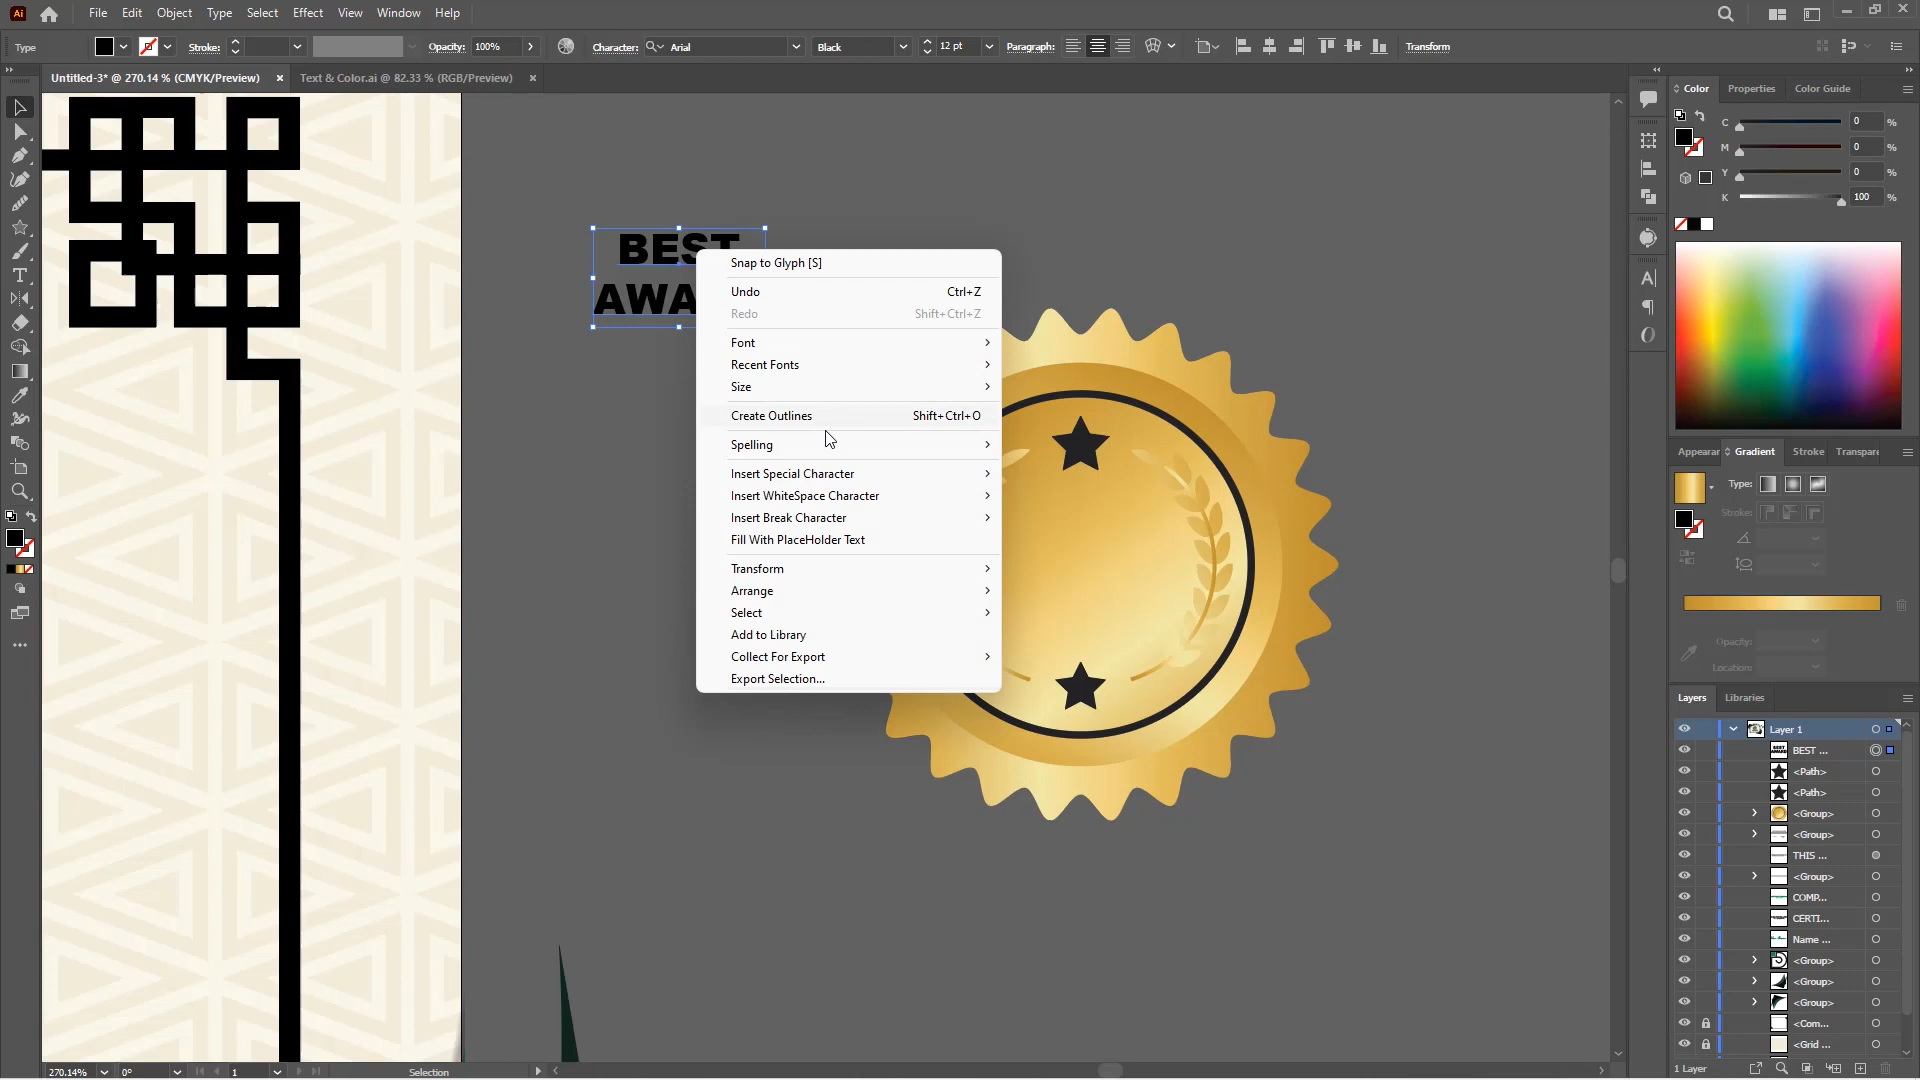 Ai
File Edit Object Type Select Effect View Window Help
Type Stroke: Opacity: 100% Character: Arial Black 12 pt Paragraph: Transform
Untitled-3* @ 270.14 % (CMYK/Preview) × Text & Color.ai @ 82.33 % (RGB/Preview) ×
Color Properties Color Guide
C 0 %
M 0 %
Y 0 %
K 100 %
BEST
AWA
Snap to Glyph [S]
Undo Ctrl+Z
Redo Shift+Ctrl+Z
Font
Recent Fonts
Size
Create Outlines Shift+Ctrl+O
Spelling
Insert Special Character
Insert WhiteSpace Character
Insert Break Character
Fill With PlaceHolder Text
Transform
Arrange
Select
Add to Library
Collect For Export
Export Selection...
Appearar Gradient Stroke Transpare
Type:
Stroke:
Opacity:
Location:
Layers Libraries
Layer 1
BEST ...
<Path>
<Path>
<Group>
<Group>
THIS ...
<Group>
COMP...
CERTI...
Name ...
<Group>
<Group>
<Group>
<Com...
<Grid ...
1 Layer
270.14% 0° 1 Selection